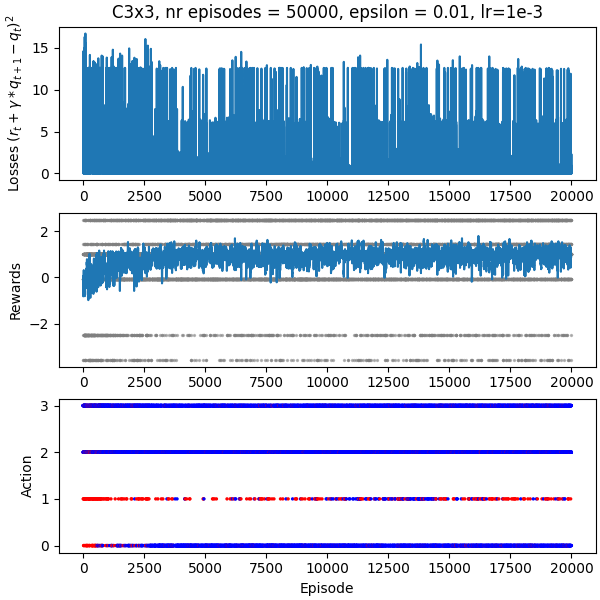 C3x3, nr episodes = 50000, epsilon = 0.01, lr=1e-3
Losses $(r_t + \gamma * q_{t+1} - q_t)^2$
15
10
5
0
0 2500 5000 7500 10000 12500 15000 17500 20000
Rewards
2
0
−2
0 2500 5000 7500 10000 12500 15000 17500 20000
Action
3
2
1
0
0 2500 5000 7500 10000 12500 15000 17500 20000
Episode